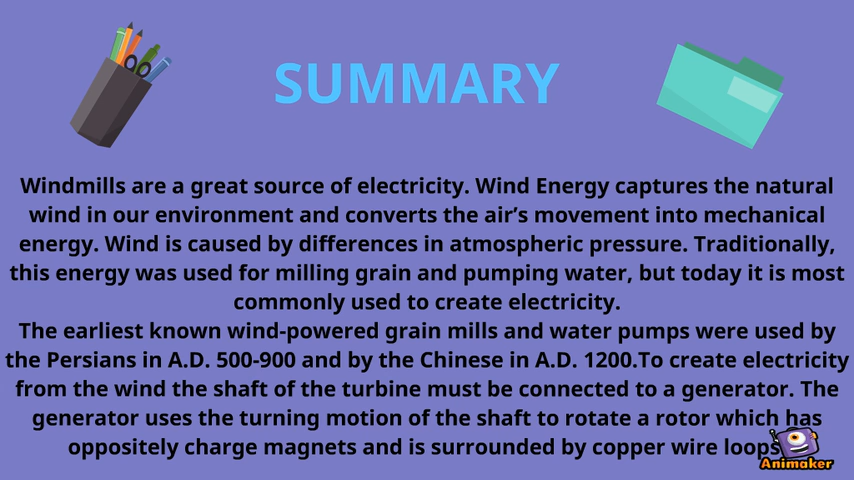 SUMMARY
Windmills are a great source of electricity. Wind Energy captures the natural
wind in our environment and converts the air’s movement into mechanical
energy. Wind is caused by differences in atmospheric pressure. Traditionally,
this energy was used for milling grain and pumping water, but today it is most
commonly used to create electricity.
The earliest known wind-powered grain mills and water pumps were used by
the Persians in A.D. 500-900 and by the Chinese in A.D. 1200.To create electricity
from the wind the shaft of the turbine must be connected to a generator. The
generator uses the turning motion of the shaft to rotate a rotor which has
oppositely charge magnets and is surrounded by copper wire loops
Animaker